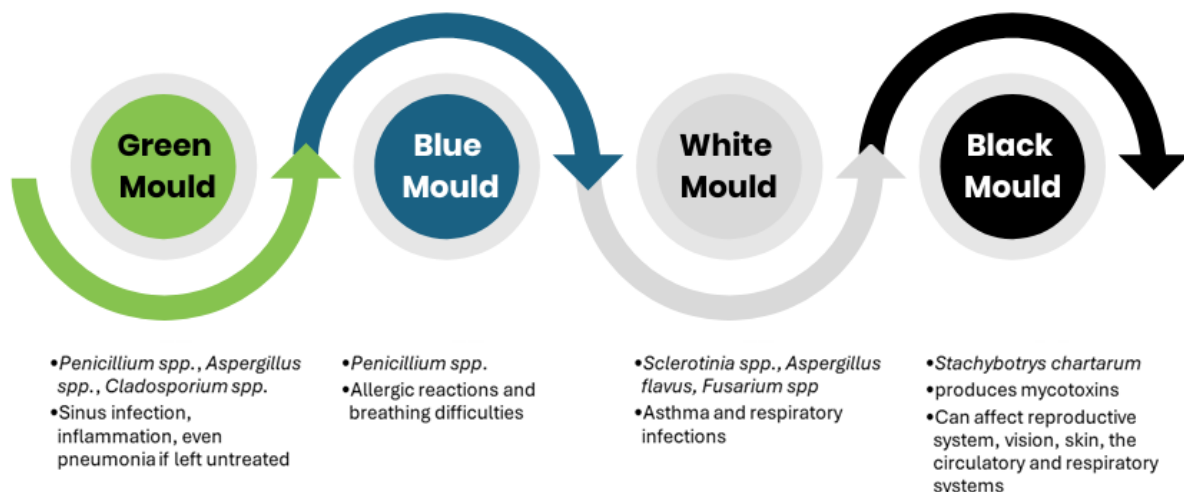 Green
Mould
Blue
Mould
White
Mould
Black
Mould
•Penicillium spp., Aspergillus
spp., Cladosporium spp.
•Sinus infection,
inflammation, even
pneumonia if left untreated
•Penicillium spp.
•Allergic reactions and
breathing difficulties
•Sclerotinia spp., Aspergillus
flavus, Fusarium spp
•Asthma and respiratory
infections
•Stachybotrys chartarum
•produces mycotoxins
•Can affect reproductive
system, vision, skin, the
circulatory and respiratory
systems